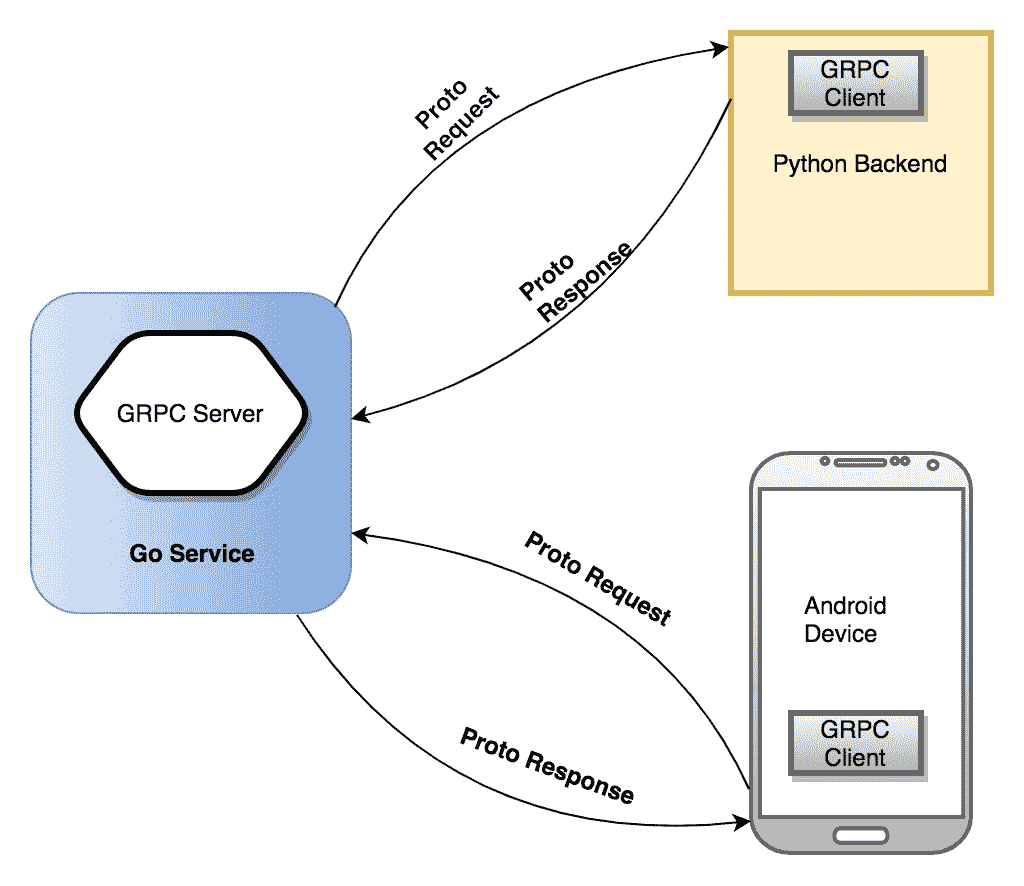 GRPC
Client
Python Backend
Proto
Request
Proto
Response
GRPC Server
Go Service
Proto Request
Proto Response
Android
Device
GRPC
Client